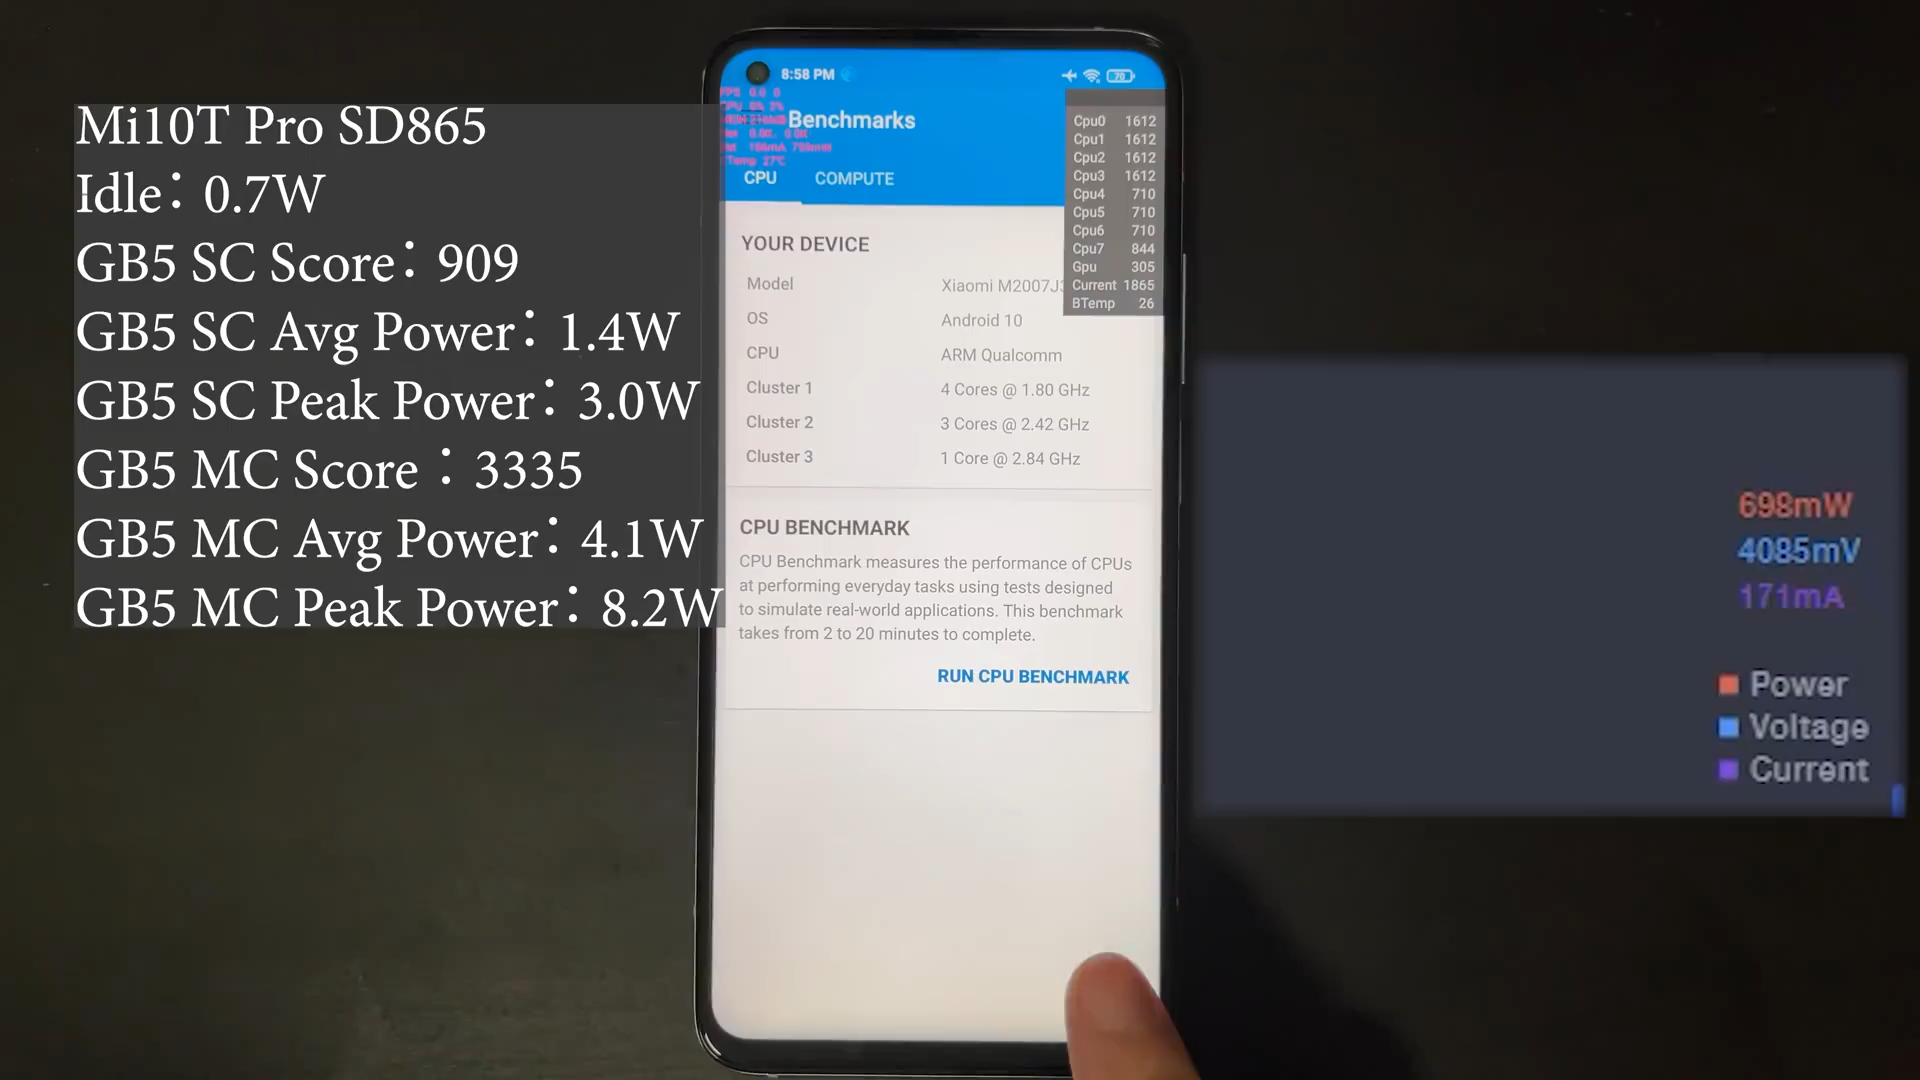 Mi10T Pro SD865
Idle: 0.7W
GB5 SC Score: 909
GB5 SC Avg Power: 1.4W
GB5 SC Peak Power: 3.0W
GB5 MC Score : 3335
GB5 MC Avg Power: 4.1W
GB5 MC Peak Power: 8.2W
8:58 PM
70
Benchmarks
CPU COMPUTE
Cpu0 1612
Cpu1 1612
Cpu2 1612
Cpu3 1612
Cpu4 710
Cpu5 710
Cpu6 710
Cpu7 844
Gpu 305
Current 1865
BTemp 26
YOUR DEVICE
Model Xiaomi
OS Android 10
CPU ARM Qualcomm
Cluster 1 4 Cores @ 1.80 GHz
Cluster 2 3 Cores @ 2.42 GHz
Cluster 3 1 Core @ 2.84 GHz
CPU BENCHMARK
CPU Benchmark measures the performance of CPUs
at performing everyday tasks using tests designed
to simulate real-world applications. This benchmark
takes from 2 to 20 minutes to complete.
RUN CPU BENCHMARK
698mW
4085mV
171mA
Power
Voltage
Current